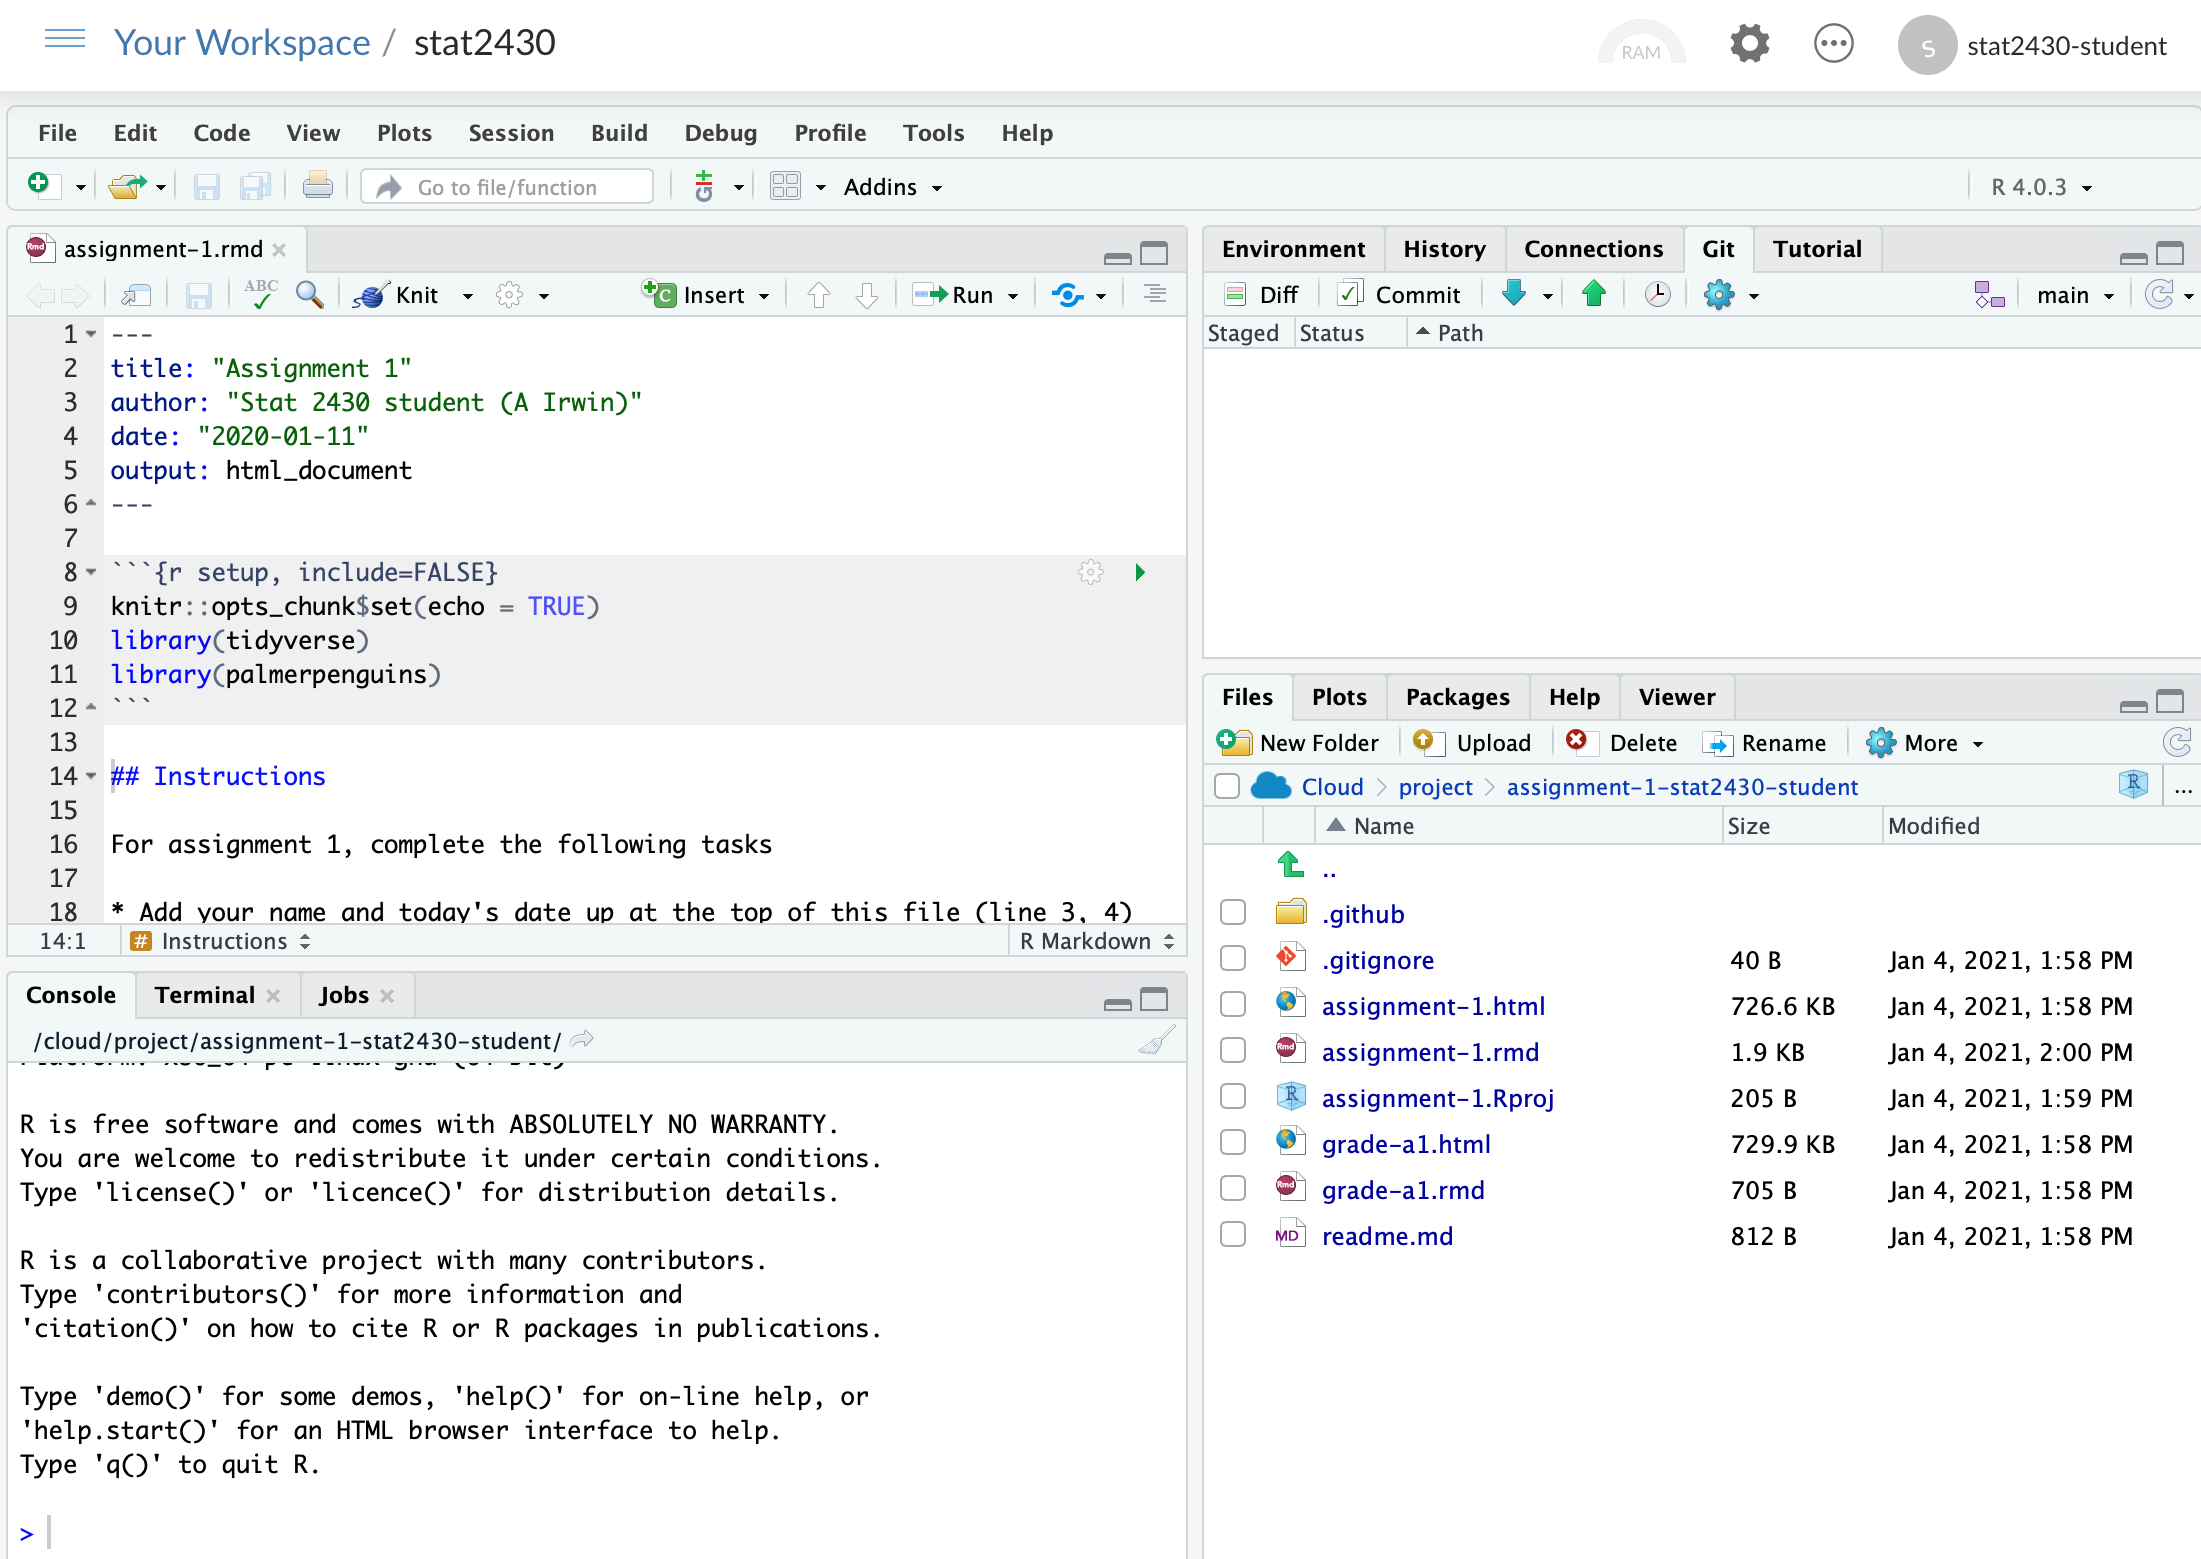 Your Workspace / stat2430
RAM
S
stat2430-student
File Edit Code View Plots Session Build Debug Profile Tools Help
Go to file/function
Addins
R 4.0.3
assignment-1.rmd
ABC
Knit
Insert
Run
1 ---
2 title: "Assignment 1"
3 author: "Stat 2430 student (A Irwin)"
4 date: "2020-01-11"
5 output: html_document
6 ---
7
8 ```{r setup, include=FALSE}
9 knitr::opts_chunk$set(echo = TRUE)
10 library(tidyverse)
11 library(palmerpenguins)
12 ```
13
14 ## Instructions
15
16 For assignment 1, complete the following tasks
17
18 * Add your name and today's date up at the top of this file (line 3, 4)
14:1 # Instructions R Markdown
Console Terminal Jobs
/cloud/project/assignment-1-stat2430-student/
R is free software and comes with ABSOLUTELY NO WARRANTY.
You are welcome to redistribute it under certain conditions.
Type 'license()' or 'licence()' for distribution details.
R is a collaborative project with many contributors.
Type 'contributors()' for more information and
'citation()' on how to cite R or R packages in publications.
Type 'demo()' for some demos, 'help()' for on-line help, or
'help.start()' for an HTML browser interface to help.
Type 'q()' to quit R.
>
Environment History Connections Git Tutorial
Diff Commit main
Staged Status Path
Files Plots Packages Help Viewer
New Folder Upload Delete Rename More
Cloud project assignment-1-stat2430-student R ...
Name Size Modified
..
.github
.gitignore 40 B Jan 4, 2021, 1:58 PM
assignment-1.html 726.6 KB Jan 4, 2021, 1:58 PM
assignment-1.rmd 1.9 KB Jan 4, 2021, 2:00 PM
assignment-1.Rproj 205 B Jan 4, 2021, 1:59 PM
grade-a1.html 729.9 KB Jan 4, 2021, 1:58 PM
grade-a1.rmd 705 B Jan 4, 2021, 1:58 PM
readme.md 812 B Jan 4, 2021, 1:58 PM